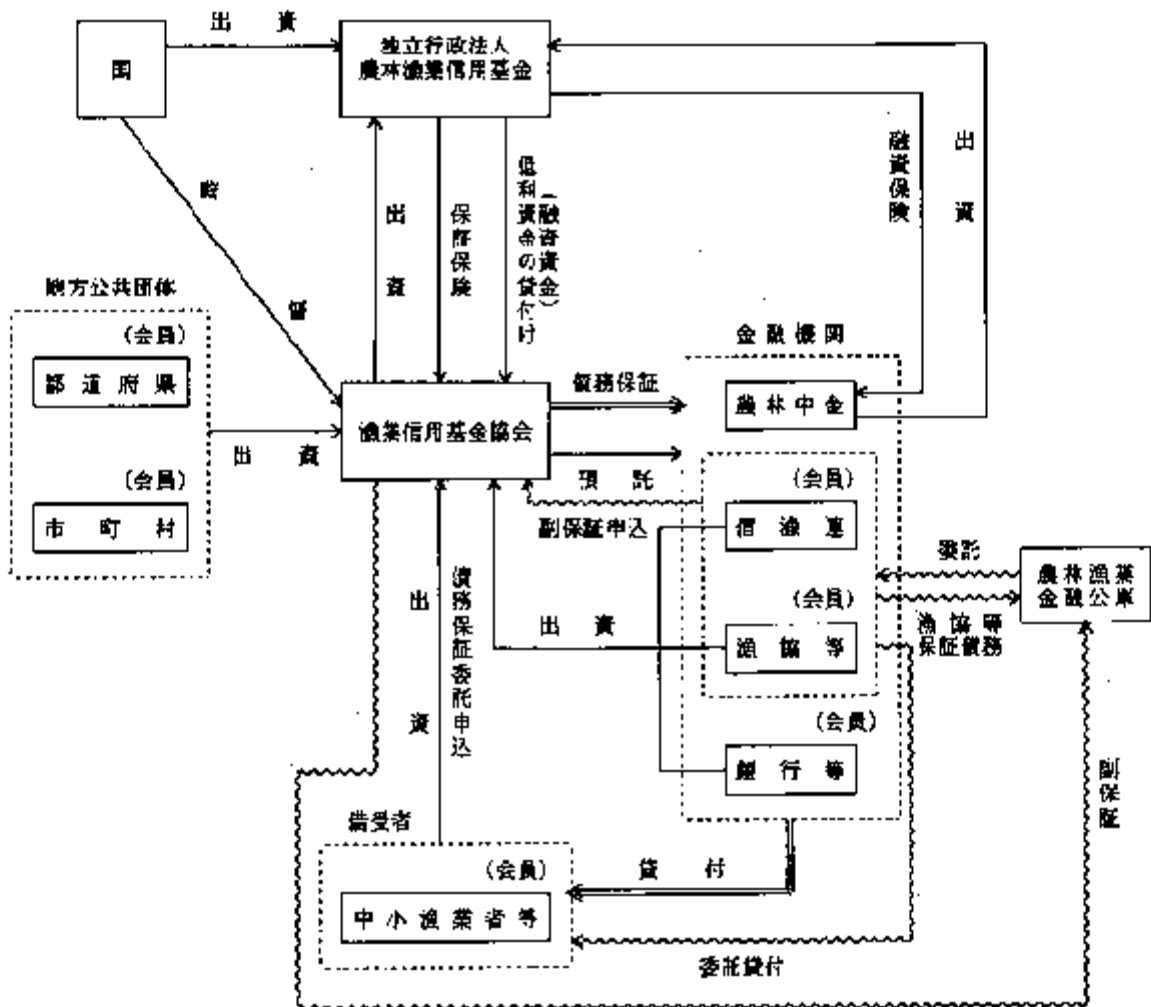 国
出資
独立行政法人
農林漁業信用基金
出資
保証保険
低利資金の貸付け
(融資資金)
融資保険
出資
地方公共団体
(会員)
都道府県
(会員)
市町村
出資
漁業信用基金協会
債務保証
預託
副保証申込
金融機関
農林中金
(会員)
信漁連
(会員)
漁協等
(会員)
銀行等
出資
委託
農林漁業
金融公庫
漁協等
保証債務
出資
債務保証委託申込
副保証
借受者
(会員)
中小漁業者等
貸付
委託貸付